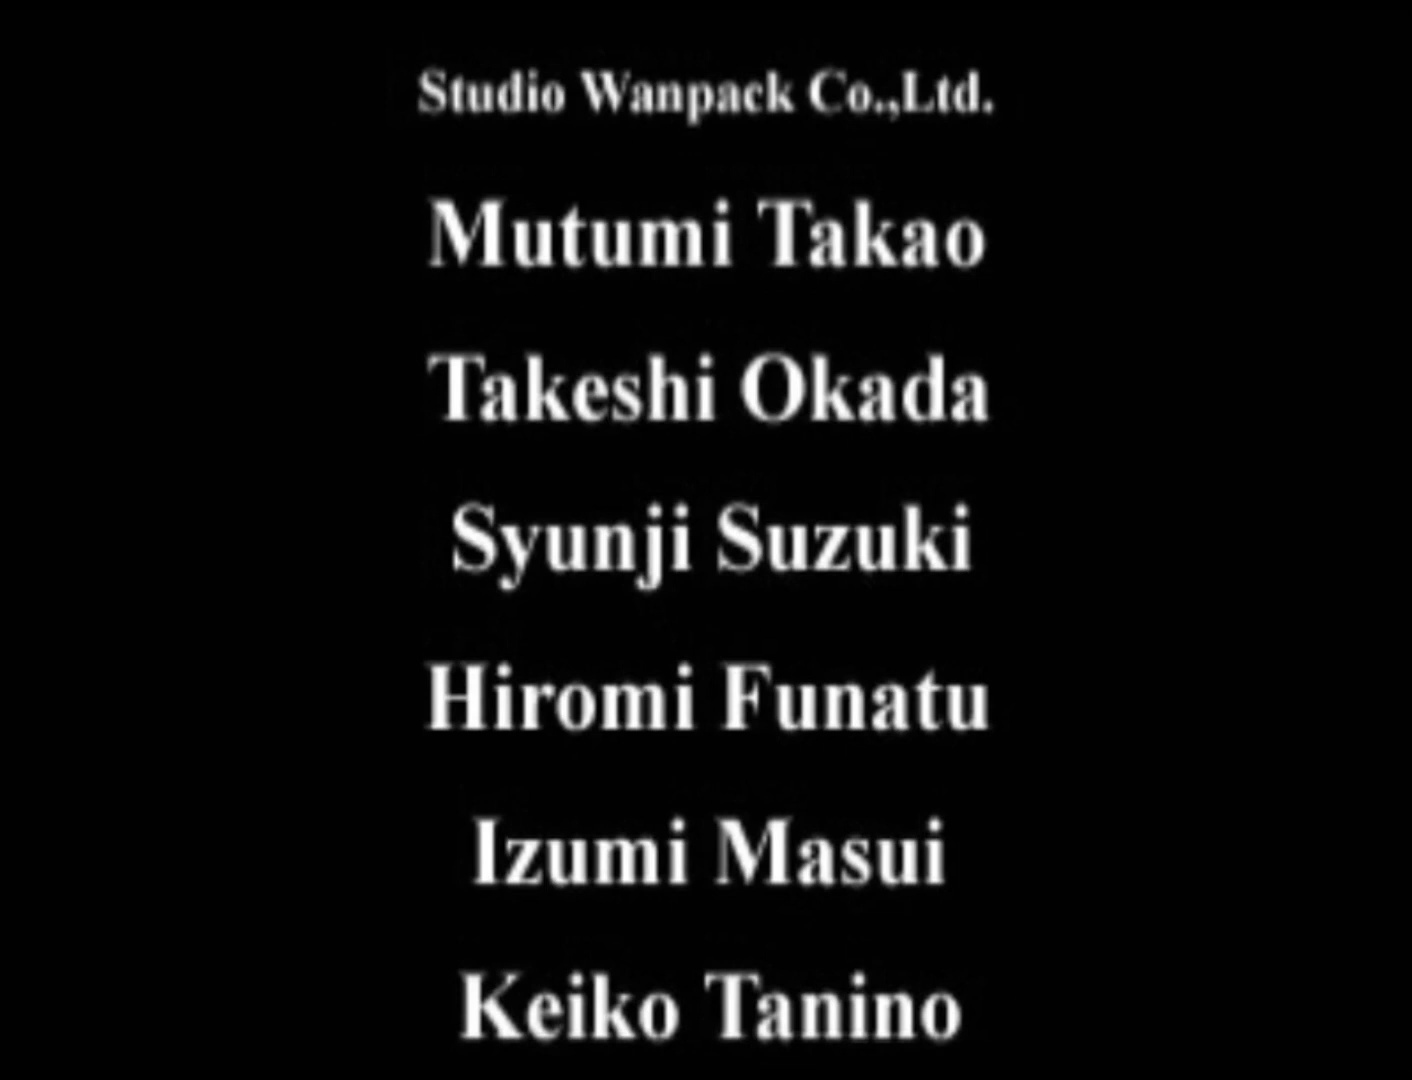 Studio Wanpack Co.,Ltd.
Mutumi Takao
Takeshi Okada
Syunji Suzuki
Hiromi Funatu
Izumi Masui
Keiko Tanino